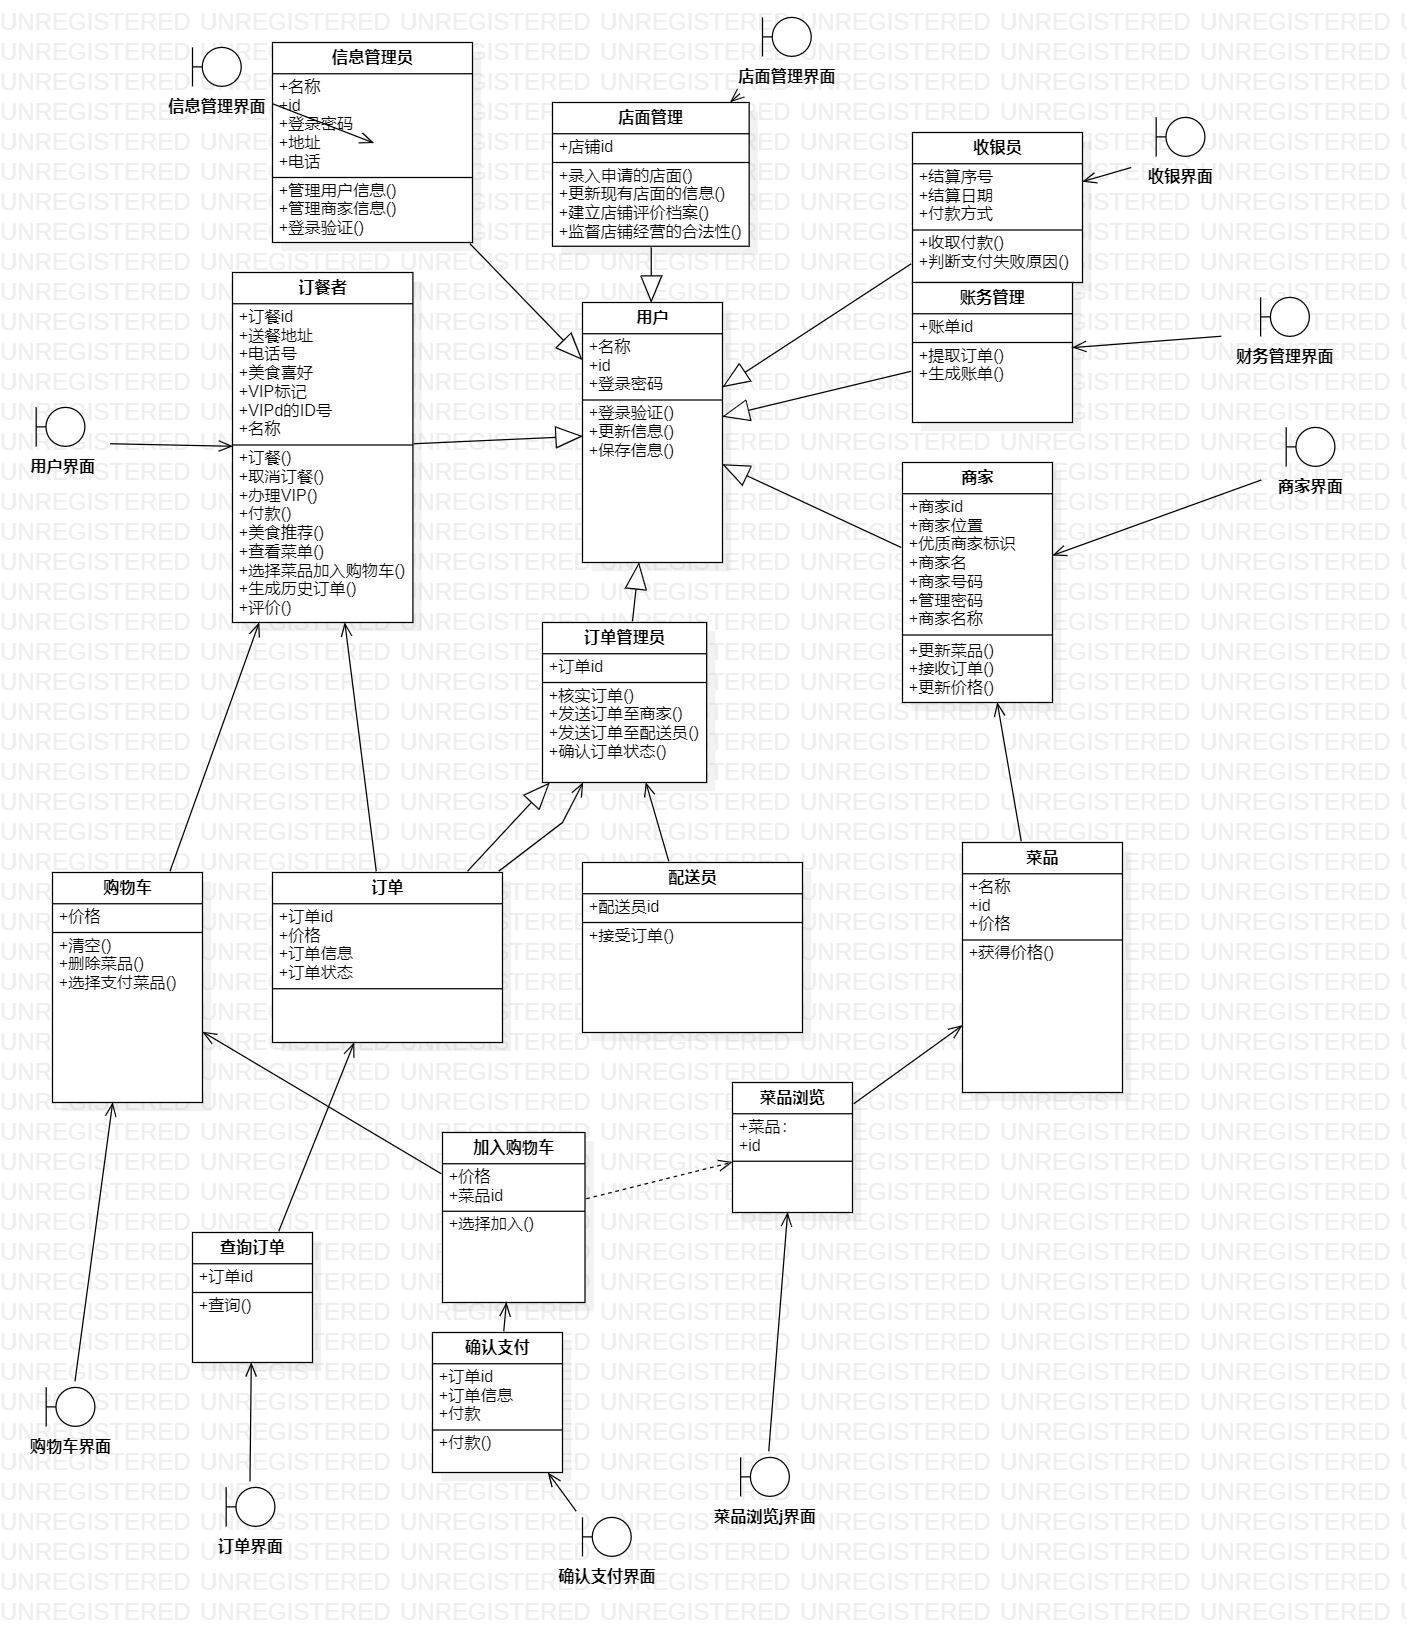 信息管理界面
信息管理员
+名称
+id
+登录密码
+地址
+电话
+管理用户信息()
+管理商家信息()
+登录验证()
店面管理界面
店面管理
+店铺id
+录入申请的店面()
+更新现有店面的信息()
+建立店铺评价档案()
+监督店铺经营的合法性()
收银员
+结算序号
+结算日期
+付款方式
+收取付款()
+判断支付失败原因()
收银界面
账务管理
+账单id
+提取订单()
+生成账单()
财务管理界面
订餐者
+订餐id
+送餐地址
+电话号
+美食喜好
+VIP标记
+VIPd的ID号
+名称
+订餐()
+取消订餐()
+办理VIP()
+付款()
+美食推荐()
+查看菜单()
+选择菜品加入购物车()
+生成历史订单()
+评价()
用户界面
用户
+名称
+id
+登录密码
+登录验证()
+更新信息()
+保存信息()
商家
+商家id
+商家位置
+优质商家标识
+商家名
+商家号码
+管理密码
+商家名称
+更新菜品()
+接收订单()
+更新价格()
商家界面
订单管理员
+订单id
+核实订单()
+发送订单至商家()
+发送订单至配送员()
+确认订单状态()
购物车
+价格
+清空()
+删除菜品()
+选择支付菜品()
订单
+订单id
+价格
+订单信息
+订单状态
配送员
+配送员id
+接受订单()
菜品
+名称
+id
+价格
+获得价格()
菜品浏览
+菜品:
+id
加入购物车
+价格
+菜品id
+选择加入()
查询订单
+订单id
+查询()
确认支付
+订单id
+订单信息
+付款
+付款()
购物车界面
订单界面
确认支付界面
菜品浏览j界面
UNREGISTERED